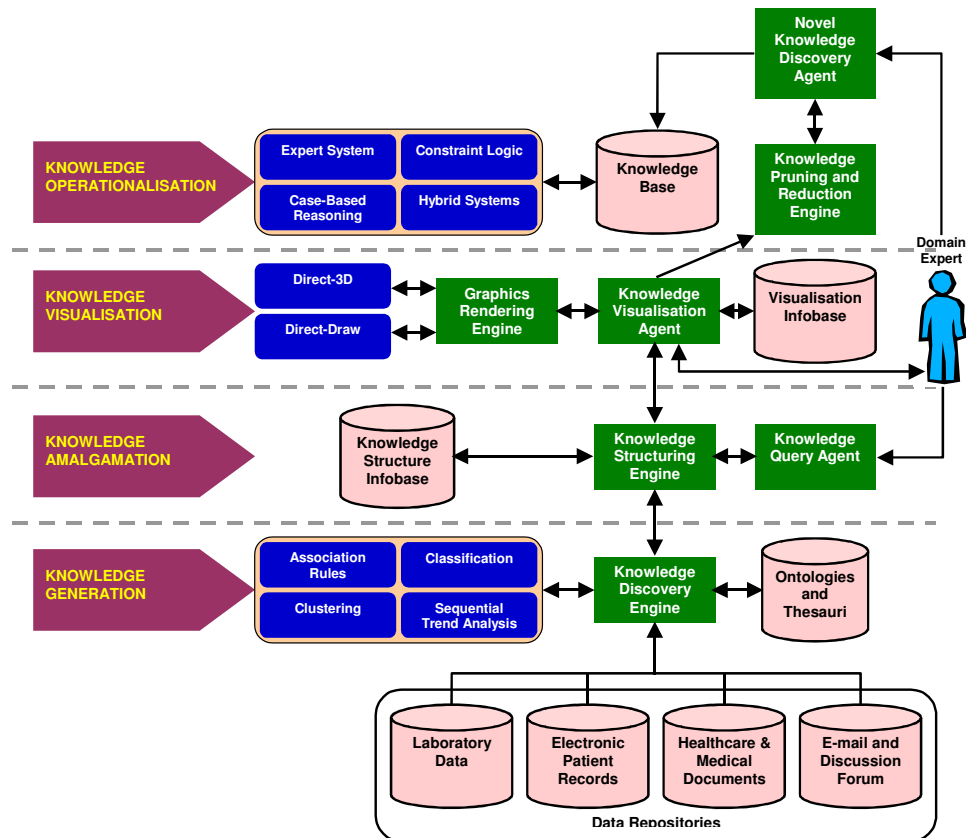 Novel
Knowledge
Discovery
Agent
KNOWLEDGE
OPERATIONALISATION
Expert System
Constraint Logic
Case-Based
Reasoning
Hybrid Systems
Knowledge
Base
Knowledge
Pruning and
Reduction
Engine
Domain
Expert
KNOWLEDGE
VISUALISATION
Direct-3D
Direct-Draw
Graphics
Rendering
Engine
Knowledge
Visualisation
Agent
Visualisation
Infobase
KNOWLEDGE
AMALGAMATION
Knowledge
Structure
Infobase
Knowledge
Structuring
Engine
Knowledge
Query Agent
KNOWLEDGE
GENERATION
Association
Rules
Classification
Clustering
Sequential
Trend Analysis
Knowledge
Discovery
Engine
Ontologies
and
Thesauri
Laboratory
Data
Electronic
Patient
Records
Healthcare &
Medical
Documents
E-mail and
Discussion
Forum
Data Repositories